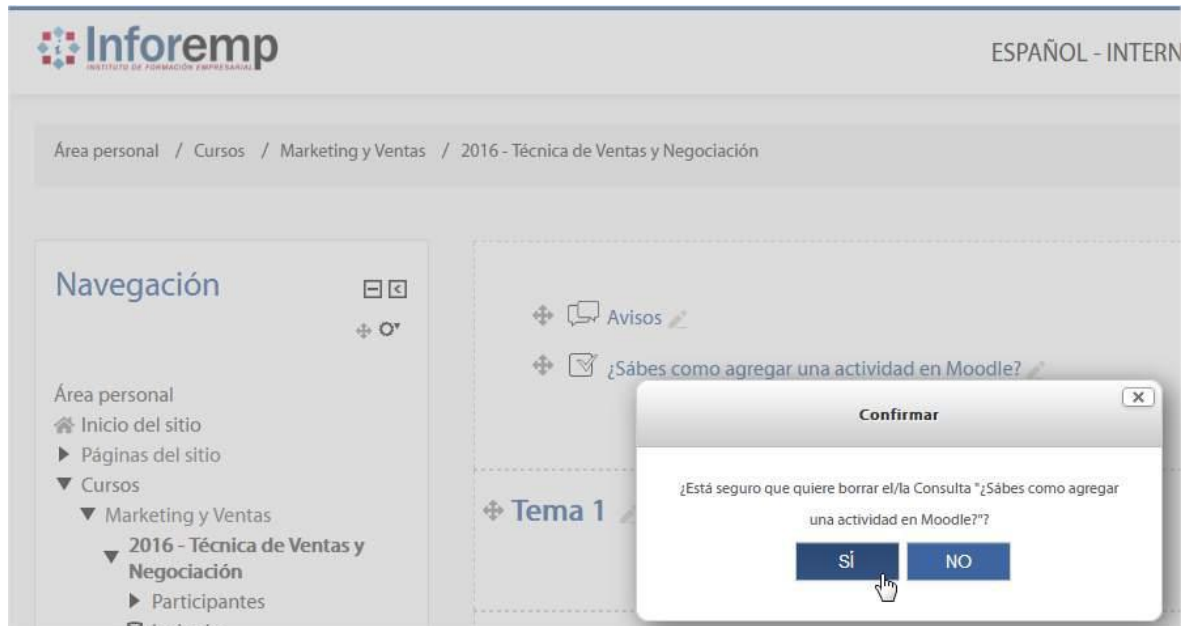 Inforemp
INSTITUTO DE FORMACIÓN EMPRESARIAL
ESPAÑOL - INTERN
Área personal / Cursos / Marketing y Ventas / 2016 - Técnica de Ventas y Negociación
Navegación
Área personal
Inicio del sitio
Páginas del sitio
Cursos
Marketing y Ventas
2016 - Técnica de Ventas y
Negociación
Participantes
Avisos
¿Sábes como agregar una actividad en Moodle?
Tema 1
Confirmar
X
¿Está seguro que quiere borrar el/la Consulta "¿Sábes como agregar
una actividad en Moodle?"?
SÍ
NO